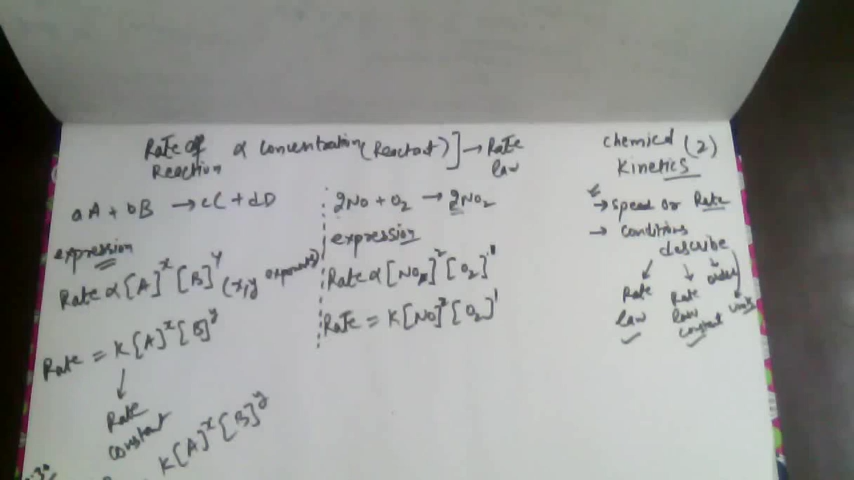 Rate of Reaction ∝ concentration (Reactant)] → Rate law
chemical (2)
Kinetics
→ speed or Rate
→ conditions
describe
Rate law
Rate law constant
order
units
aA + bB → cC + dD
expression
Rate ∝ [A]^x [B]^y (x,y exponents)
Rate = K[A]^x [B]^y
Rate
constant
K[A]^x [B]^y
2NO + O₂ → 2NO₂
expression
Rate ∝ [NO]² [O₂]¹
Rate = K[NO]² [O₂]¹